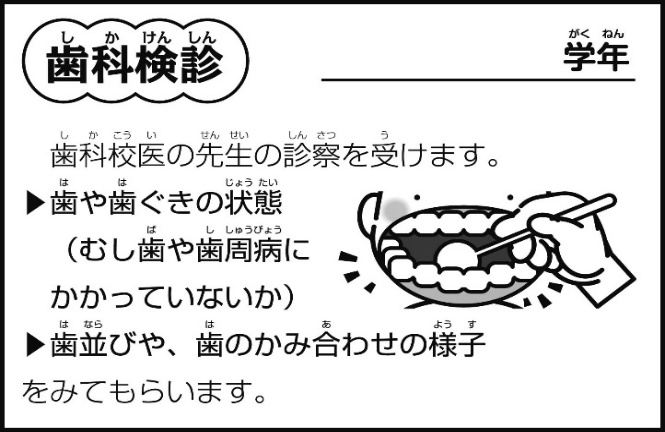 歯科検診
学年
歯科校医の先生の診察を受けます。
▶歯や歯ぐきの状態
(むし歯や歯周病に
かかっていないか)
▶歯並びや、歯のかみ合わせの様子
をみてもらいます。